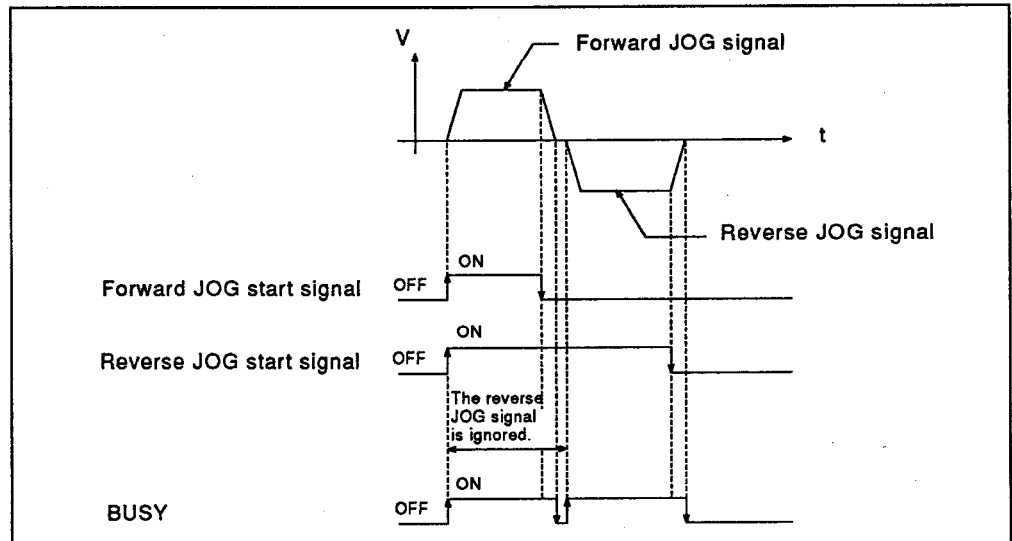 V
Forward JOG signal
t
Reverse JOG signal
ON
Forward JOG start signal
OFF
ON
Reverse JOG start signal
OFF
The reverse
JOG signal
is ignored.
ON
BUSY
OFF